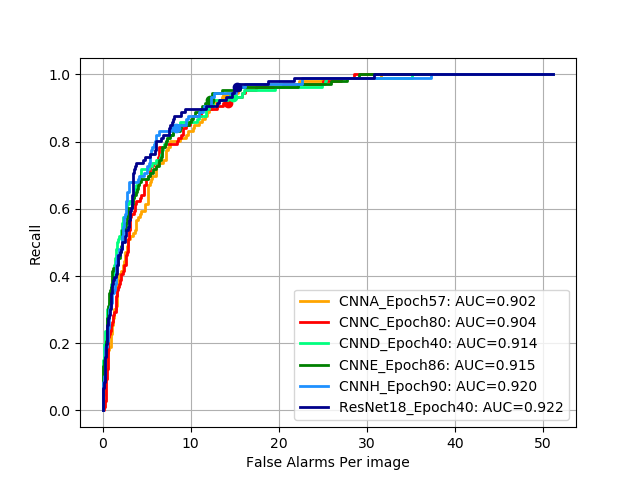 1.0
0.8
0.6
0.4
0.2
0.0
Recall
CNNA_Epoch57: AUC=0.902
CNNC_Epoch80: AUC=0.904
CNND_Epoch40: AUC=0.914
CNNE_Epoch86: AUC=0.915
CNNH_Epoch90: AUC=0.920
ResNet18_Epoch40: AUC=0.922
0 10 20 30 40 50
False Alarms Per image